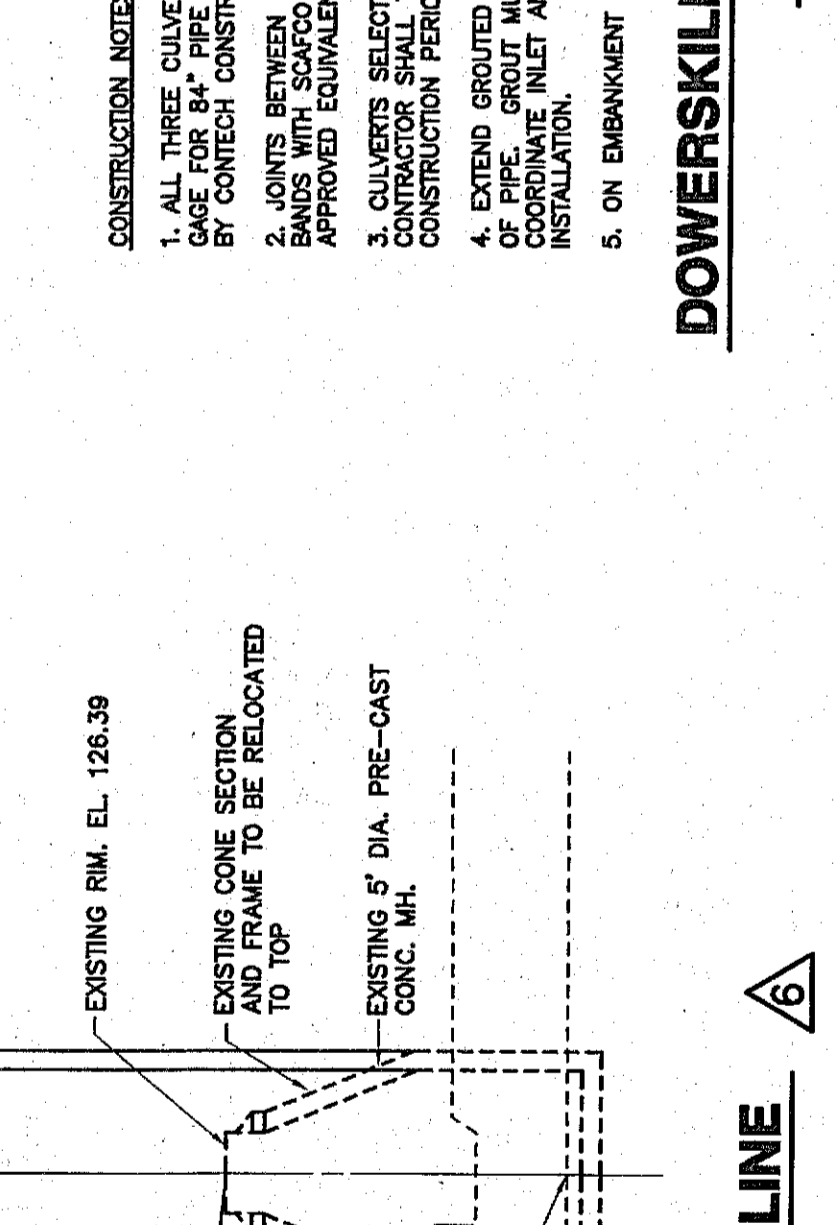 CONSTRUCTION NOTES
1. ALL THREE CULVE
GAGE FOR 84" PIPE
BY CONTECH CONSTR
2. JOINTS BETWEEN
BANDS WITH SCAFCO
APPROVED EQUIVALEN
3. CULVERTS SELECT
CONTRACTOR SHALL
CONSTRUCTION PERIO
4. EXTEND GROUTED
OF PIPE. GROUT MU
COORDINATE INLET AN
INSTALLATION.
5. ON EMBANKMENT
DOWERSKIL
EXISTING RIM. EL. 126.39
EXISTING CONE SECTION
AND FRAME TO BE RELOCATED
TO TOP
EXISTING 5' DIA. PRE-CAST
CONC. MH.
LINE
6